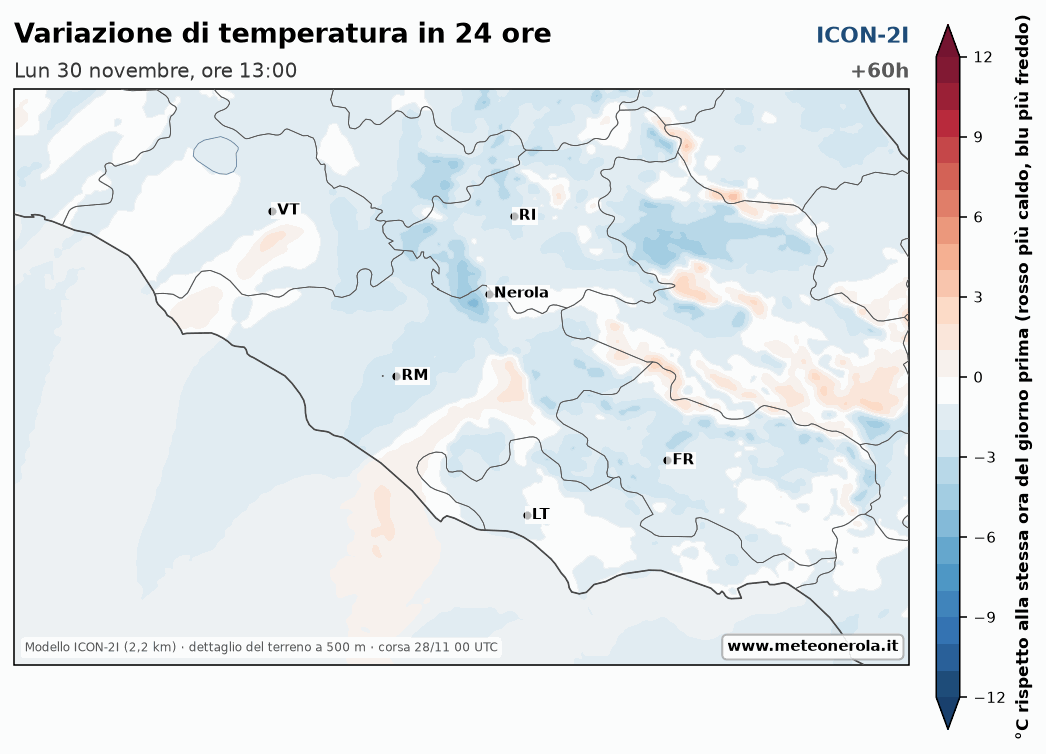 Variazione di temperatura in 24 ore
ICON-2I
Lun 30 novembre, ore 13:00
+60h
VT
RI
Nerola
RM
FR
LT
Modello ICON-2I (2,2 km) · dettaglio del terreno a 500 m · corsa 28/11 00 UTC
www.meteonerola.it
12
9
6
3
0
−3
−6
−9
−12
°C rispetto alla stessa ora del giorno prima (rosso più caldo, blu più freddo)